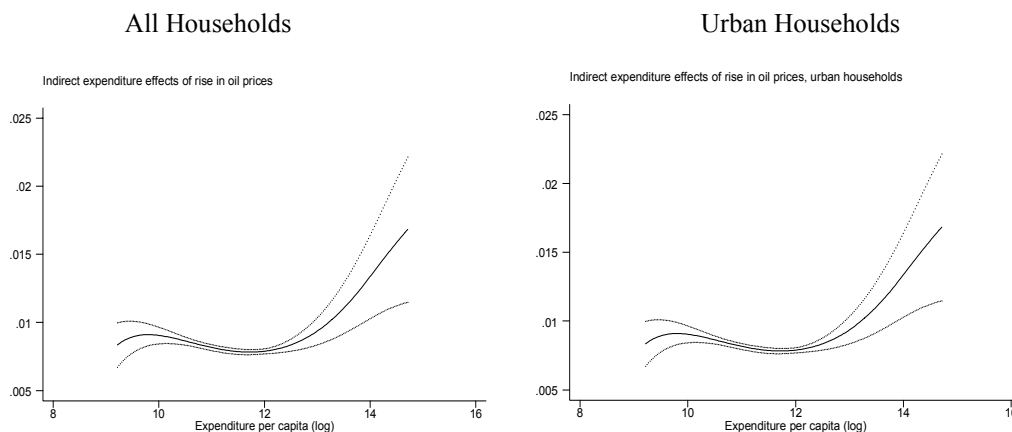 All Households
Indirect expenditure effects of rise in oil prices
.025
.02
.015
.01
.005
8 10 12 14 16
Expenditure per capita (log)
Urban Households
Indirect expenditure effects of rise in oil prices, urban households
.025
.02
.015
.01
.005
8 10 12 14 16
Expenditure per capita (log)